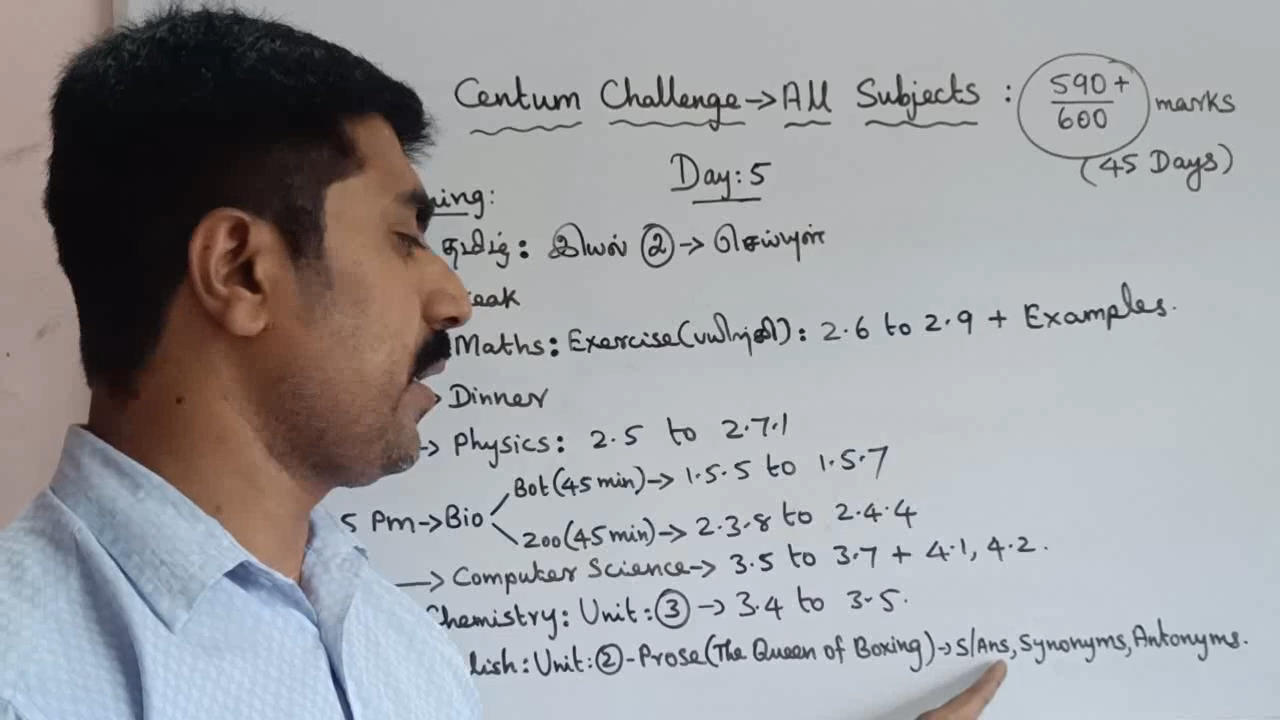 Centum Challenge → All Subjects : 590+/600 marks
(45 Days)
Day: 5
ning:
தமிழ்: இயல் ② → செய்யுள்
eak
Maths: Exercise (பயிற்சி): 2.6 to 2.9 + Examples.
Dinner
→ Physics: 2.5 to 2.7.1
5 Pm → Bio
Bot (45 min) → 1.5.5 to 1.5.7
Zoo (45 min) → 2.3.8 to 2.4.4
→ Computer Science → 3.5 to 3.7 + 4.1, 4.2.
Chemistry: Unit: ③ → 3.4 to 3.5.
lish: Unit: ② - Prose (The Queen of Boxing) → S/Ans, Synonyms, Antonyms.